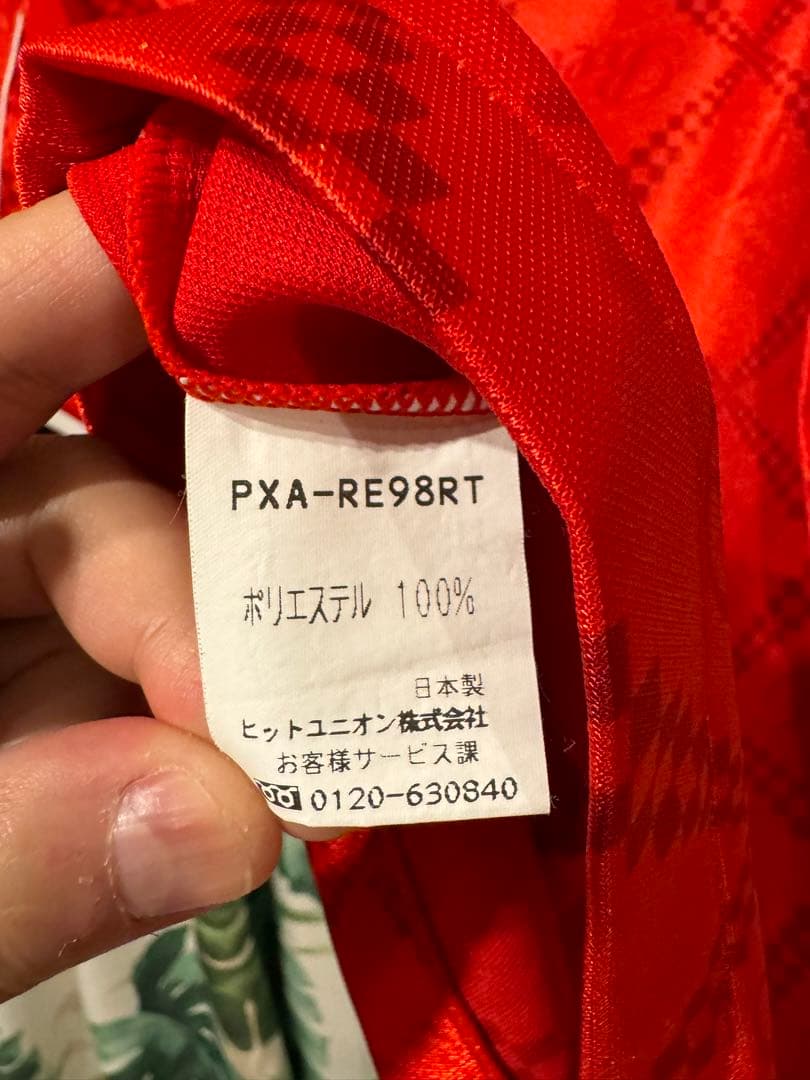 PXA-RE98RT
ポリエステル 100%
日本製
ヒットユニオン株式会社
お客様サービス課
0120-630840